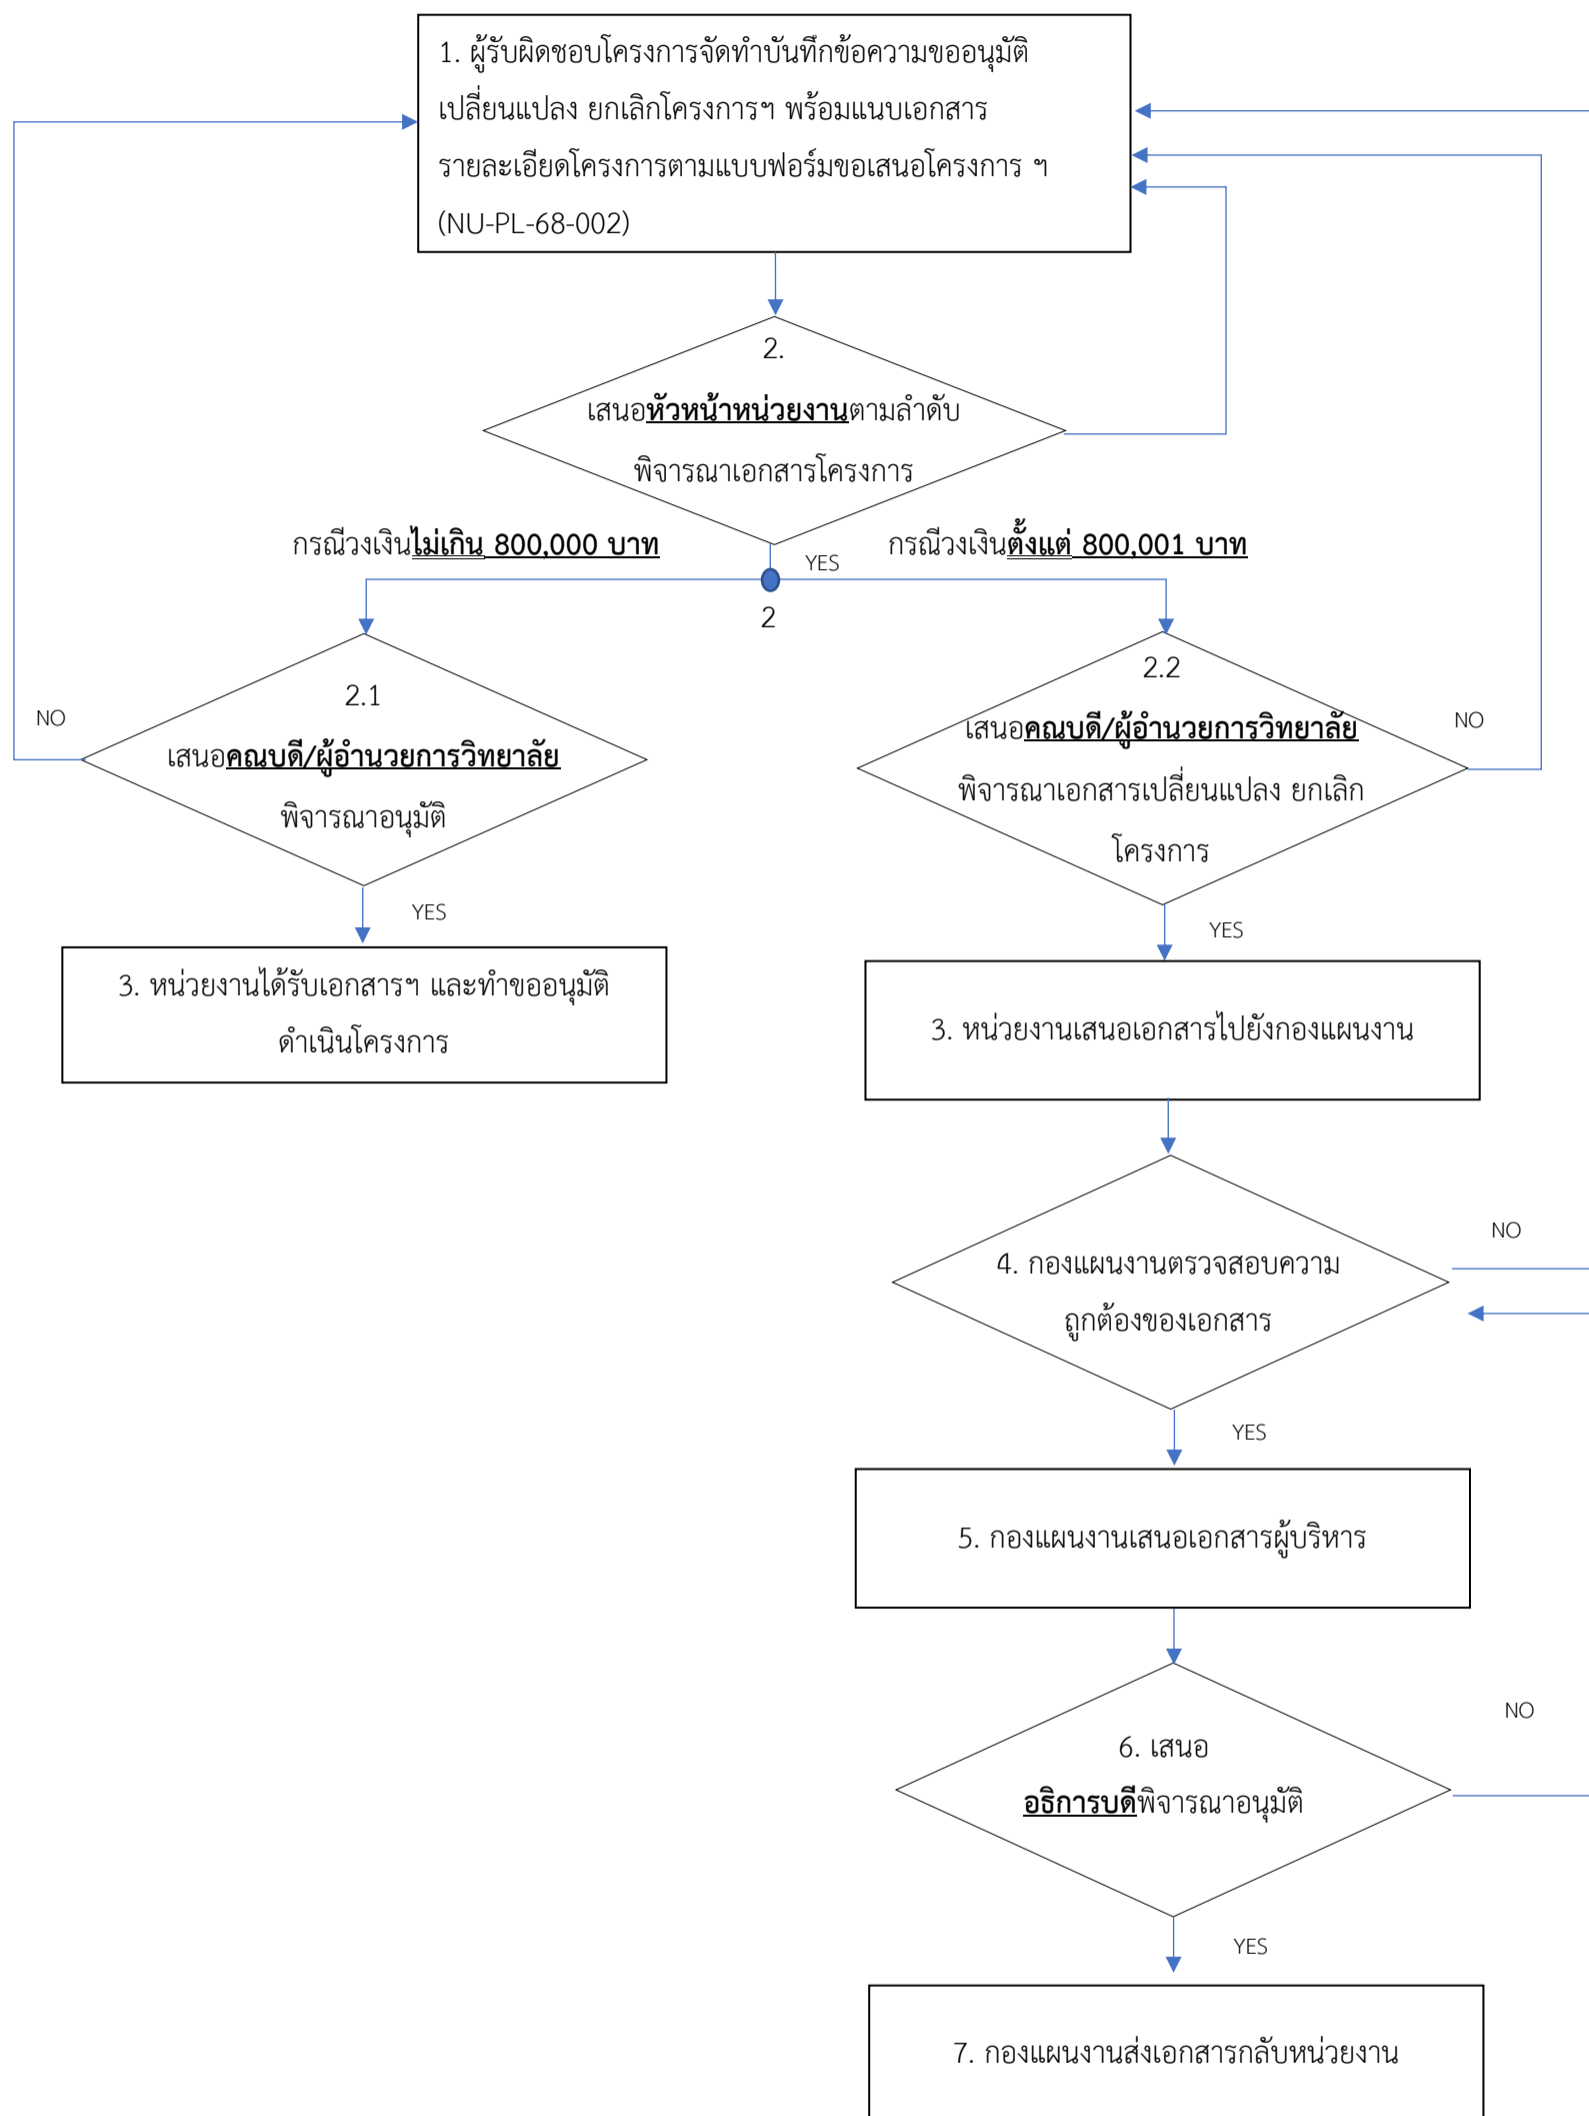 1. ผู้รับผิดชอบโครงการจัดทำบันทึกข้อความขออนุมัติ
เปลี่ยนแปลง ยกเลิกโครงการฯ พร้อมแนบเอกสาร
รายละเอียดโครงการตามแบบฟอร์มขอเสนอโครงการ ฯ
(NU-PL-68-002)
2.
เสนอหัวหน้าหน่วยงานตามลำดับ
พิจารณาเอกสารโครงการ
กรณีวงเงินไม่เกิน 800,000 บาท
YES
กรณีวงเงินตั้งแต่ 800,001 บาท
2
NO
2.1
เสนอคณบดี/ผู้อำนวยการวิทยาลัย
พิจารณาอนุมัติ
YES
3. หน่วยงานได้รับเอกสารฯ และทำขออนุมัติ
ดำเนินโครงการ
2.2
เสนอคณบดี/ผู้อำนวยการวิทยาลัย
พิจารณาเอกสารเปลี่ยนแปลง ยกเลิก
โครงการ
NO
YES
3. หน่วยงานเสนอเอกสารไปยังกองแผนงาน
4. กองแผนงานตรวจสอบความ
ถูกต้องของเอกสาร
NO
YES
5. กองแผนงานเสนอเอกสารผู้บริหาร
6. เสนอ
อธิการบดีพิจารณาอนุมัติ
NO
YES
7. กองแผนงานส่งเอกสารกลับหน่วยงาน